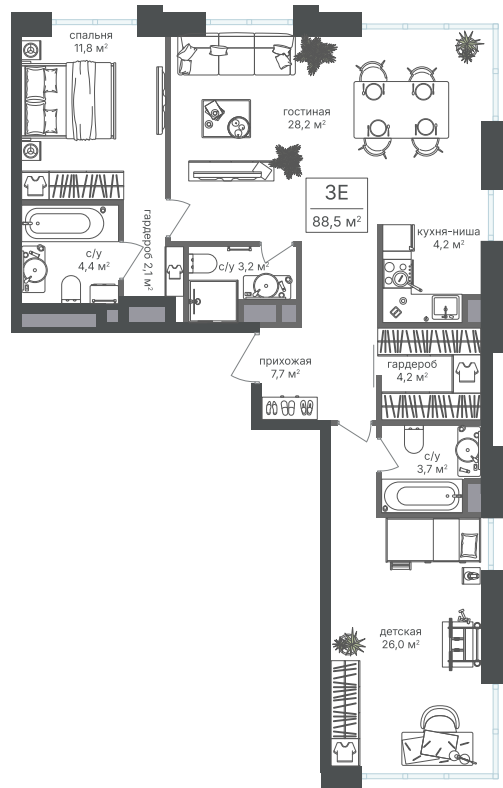 спальня
11,8 м²
гостиная
28,2 м²
3Е
88,5 м²
кухня-ниша
4,2 м²
гардероб 2,1 м²
с/у
4,4 м²
с/у 3,2 м²
прихожая
7,7 м²
гардероб
4,2 м²
с/у
3,7 м²
детская
26,0 м²